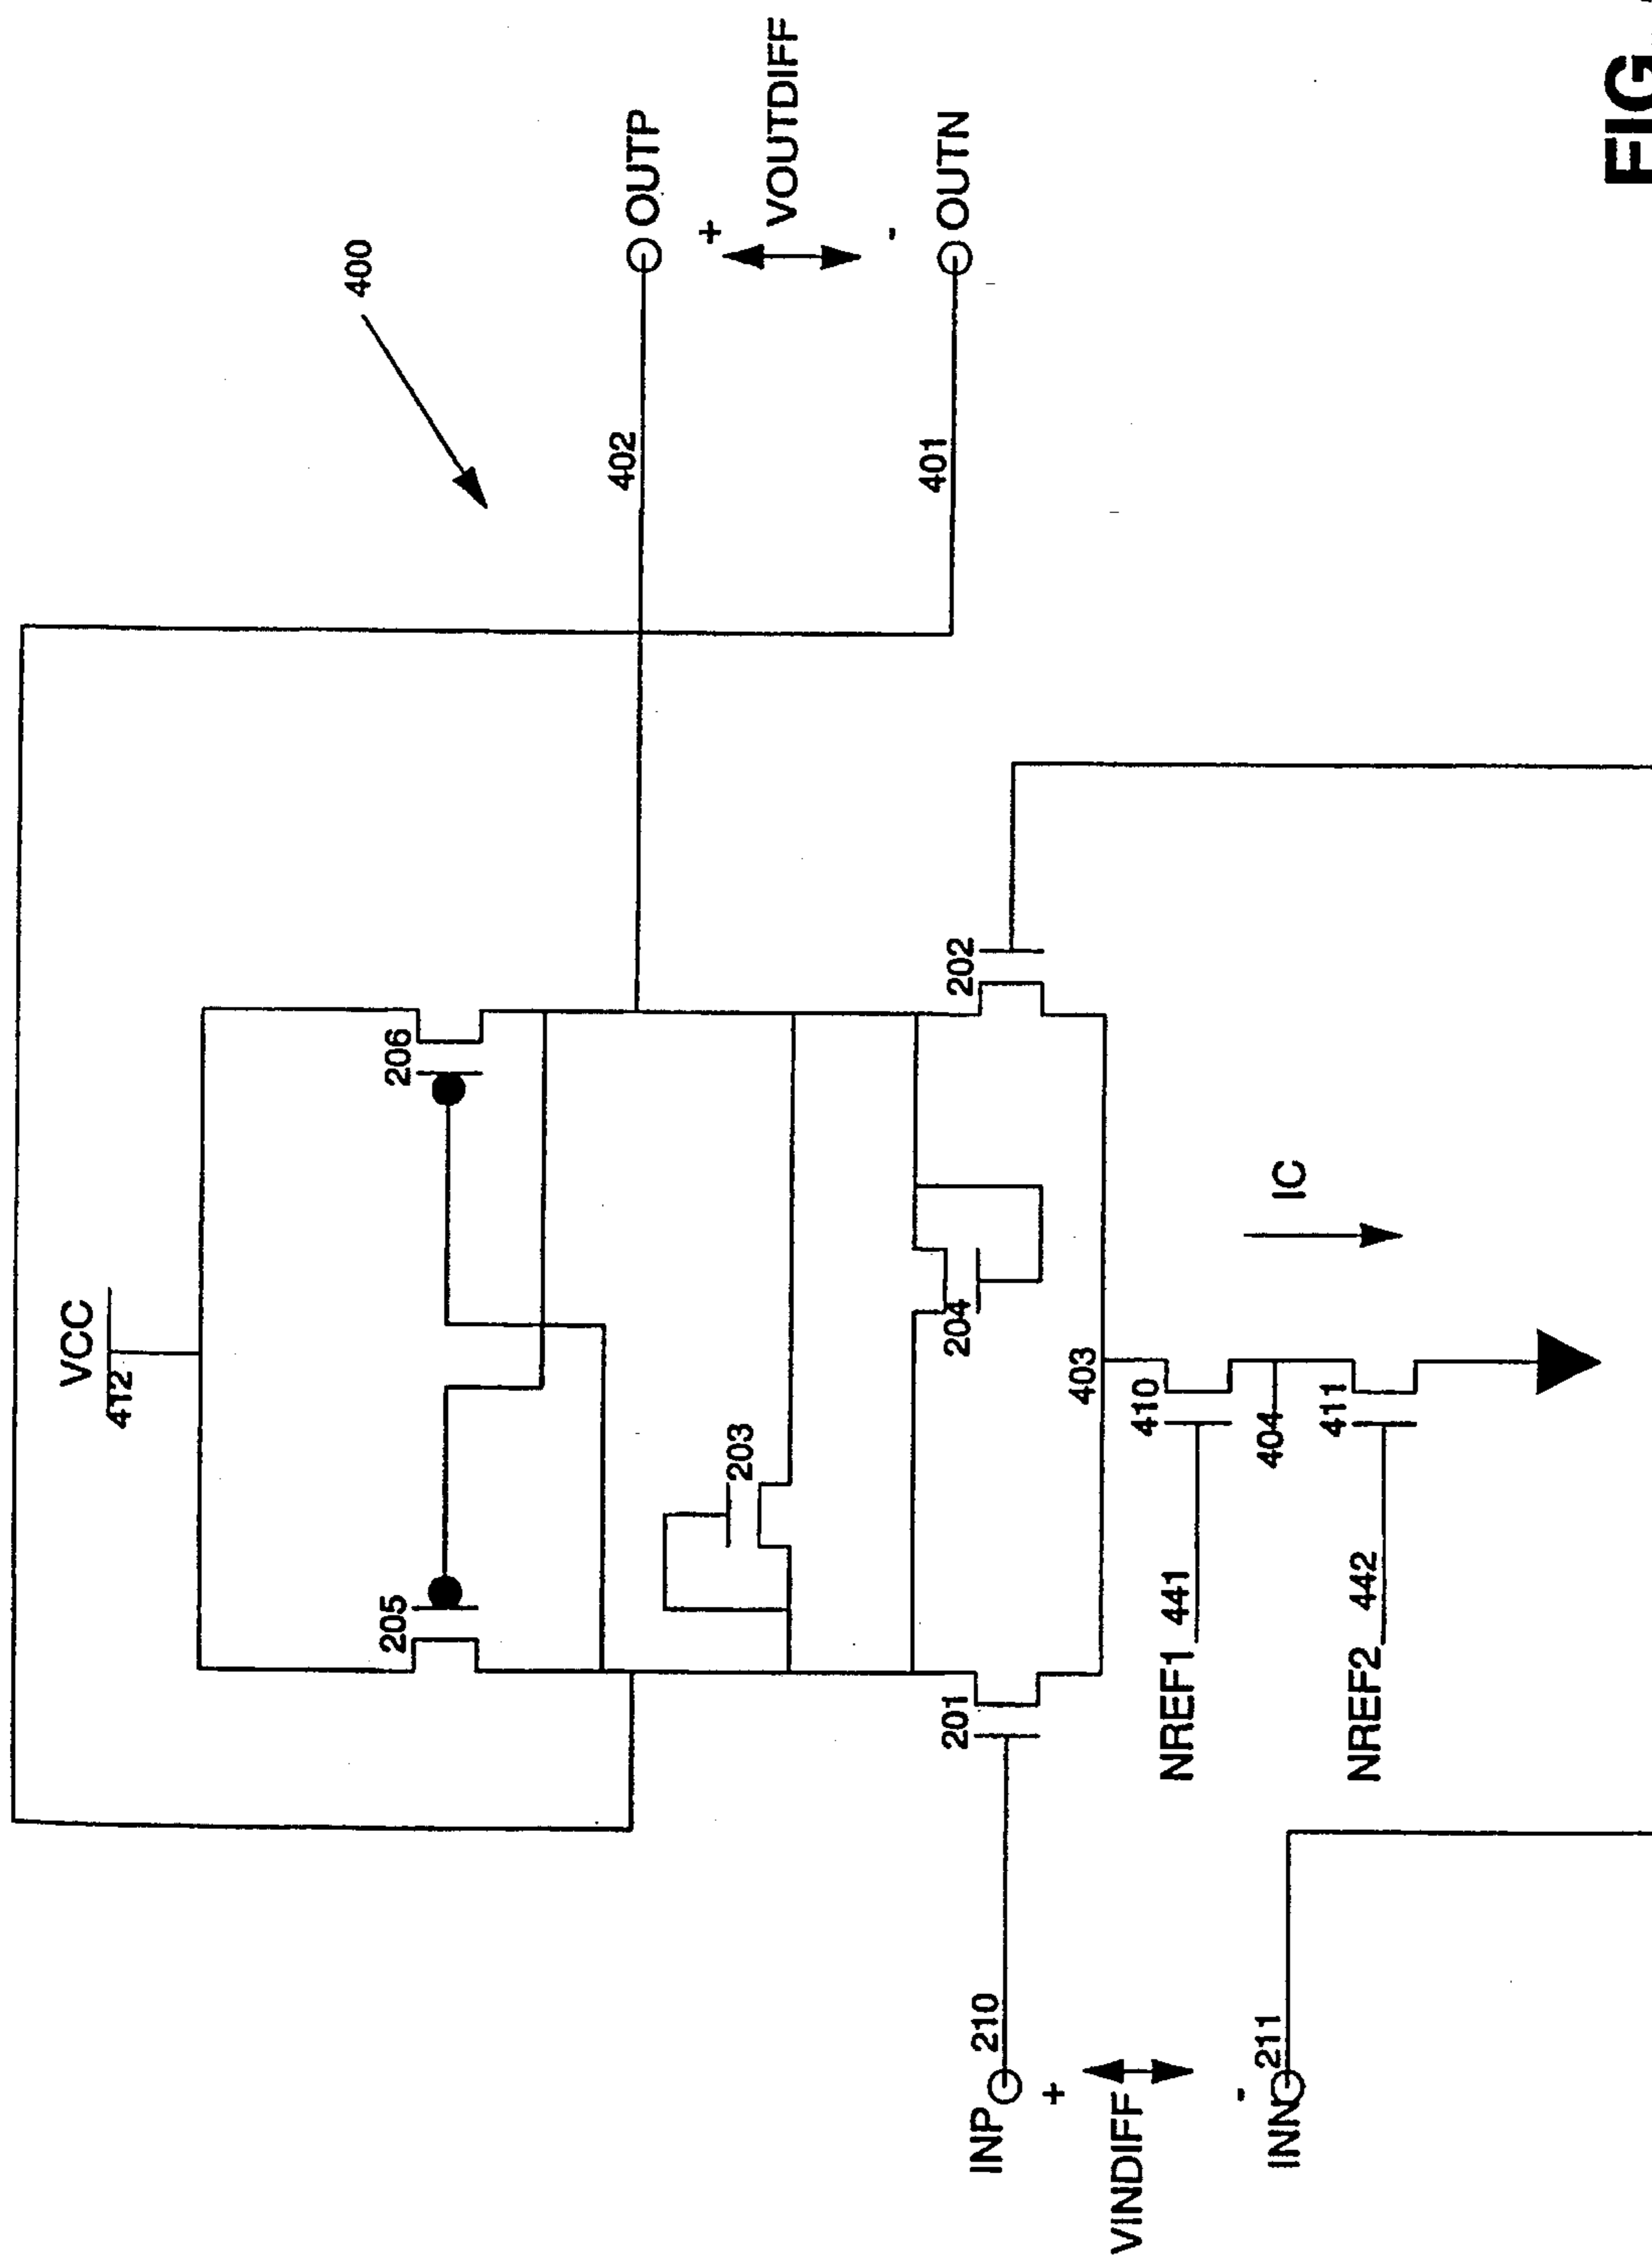 VCC
412
400
205
206
402
OUTP
+
VOUTDIFF
-
401
OUTN
203
204
201
202
INP
210
+
VINDIFF
-
INN
211
403
410
NREF1 441
404
IC
411
NREF2 442
FIG